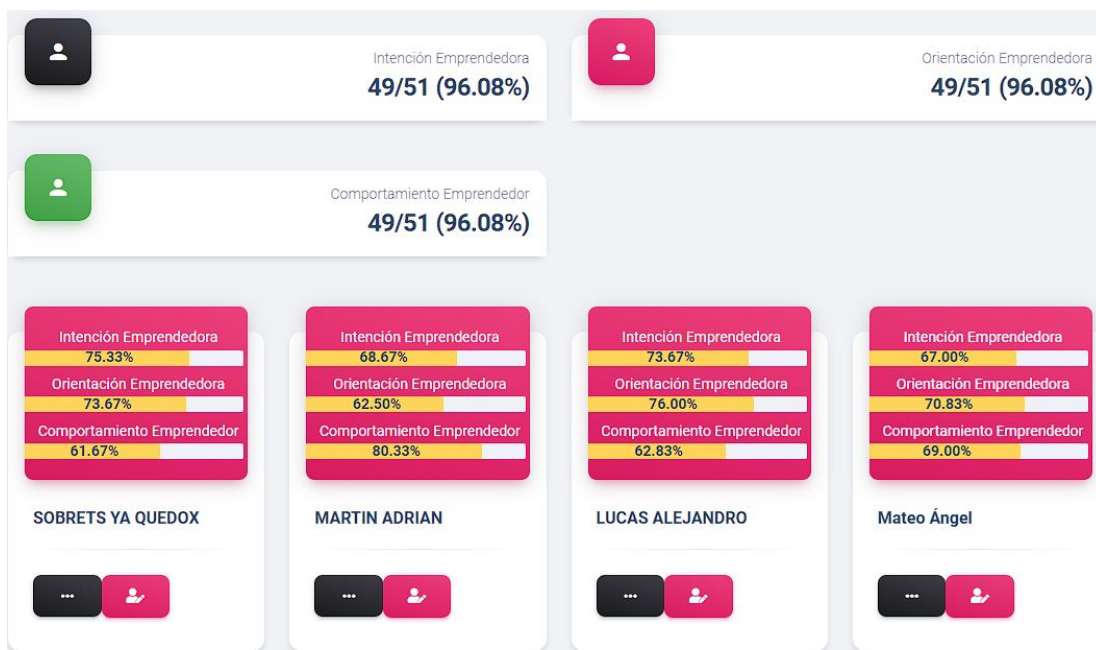 Intención Emprendedora
49/51 (96.08%)
Orientación Emprendedora
49/51 (96.08%)
Comportamiento Emprendedor
49/51 (96.08%)
Intención Emprendedora
75.33%
Orientación Emprendedora
73.67%
Comportamiento Emprendedor
61.67%
SOBRETS YA QUEDOX
Intención Emprendedora
68.67%
Orientación Emprendedora
62.50%
Comportamiento Emprendedor
80.33%
MARTIN ADRIAN
Intención Emprendedora
73.67%
Orientación Emprendedora
76.00%
Comportamiento Emprendedor
62.83%
LUCAS ALEJANDRO
Intención Emprendedora
67.00%
Orientación Emprendedora
70.83%
Comportamiento Emprendedor
69.00%
Mateo Ángel